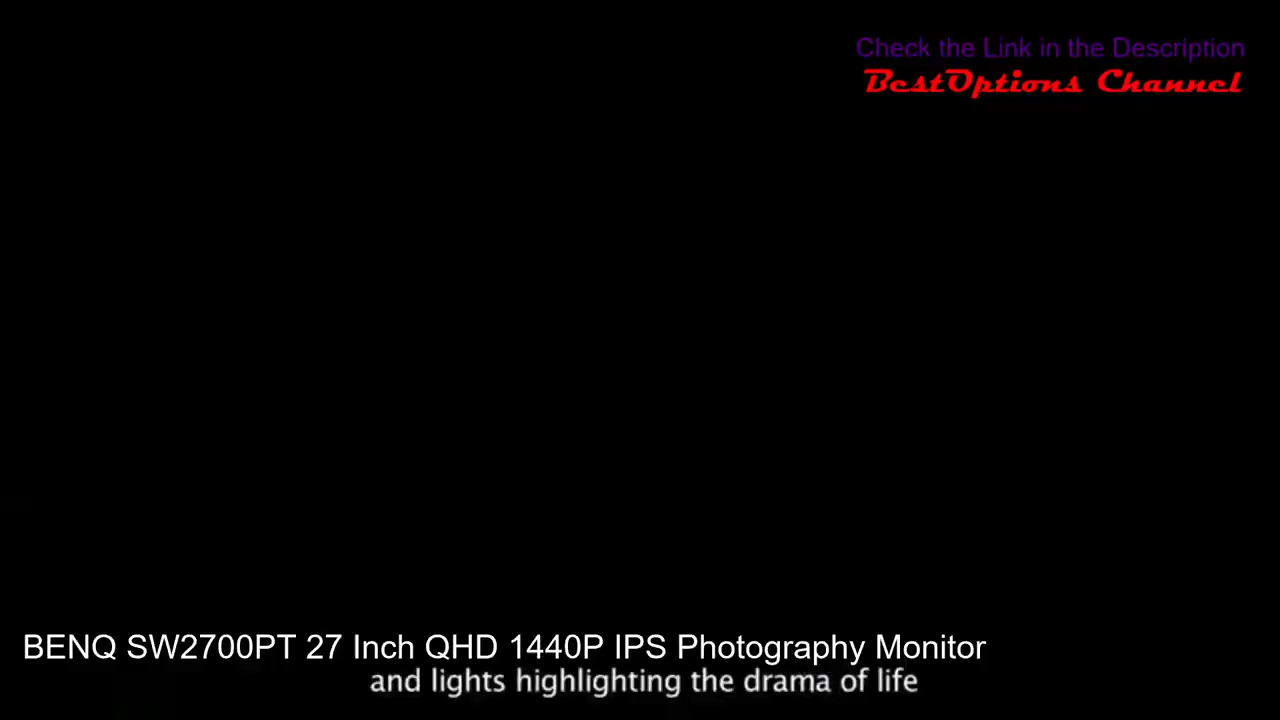 Check the Link in the Description
BestOptions Channel
BENQ SW2700PT 27 Inch QHD 1440P IPS Photography Monitor
and lights highlighting the drama of life